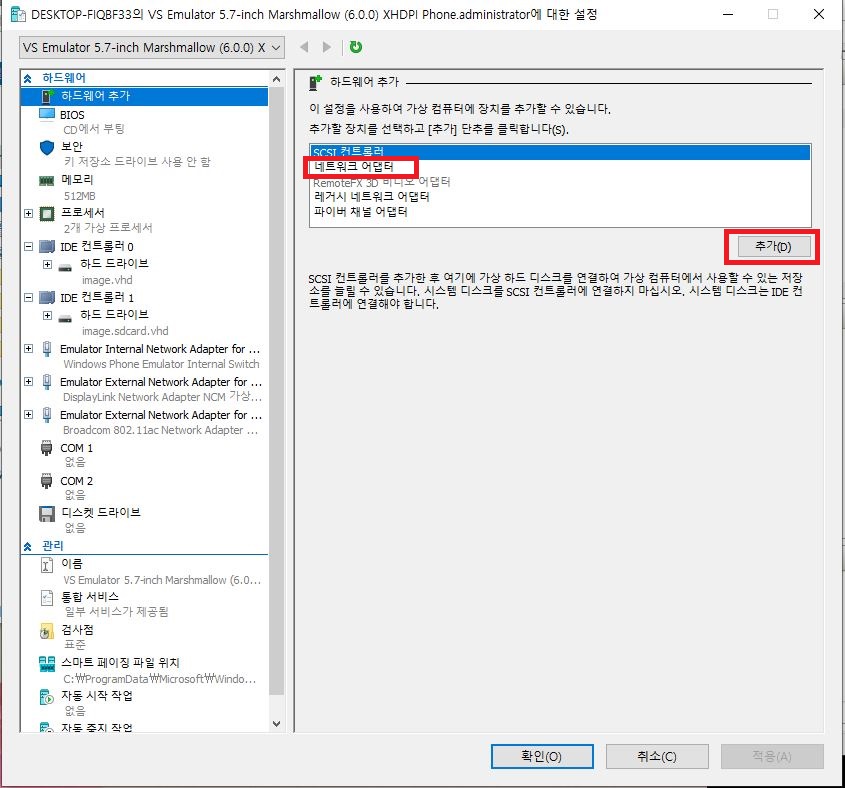 DESKTOP-FIQBF33의 VS Emulator 5.7-inch Marshmallow (6.0.0) XHDPI Phone.administrator에 대한 설정
VS Emulator 5.7-inch Marshmallow (6.0.0) X
하드웨어
하드웨어 추가
BIOS
CD에서 부팅
보안
키 저장소 드라이브 사용 안 함
메모리
512MB
프로세서
2개 가상 프로세서
IDE 컨트롤러 0
하드 드라이브
image.vhd
IDE 컨트롤러 1
하드 드라이브
image.sdcard.vhd
Emulator Internal Network Adapter for ...
Windows Phone Emulator Internal Switch
Emulator External Network Adapter for ...
DisplayLink Network Adapter NCM 가상...
Emulator External Network Adapter for ...
Broadcom 802.11ac Network Adapter ...
COM 1
없음
COM 2
없음
디스켓 드라이브
없음
관리
이름
VS Emulator 5.7-inch Marshmallow (6.0...
통합 서비스
일부 서비스가 제공됨
검사점
표준
스마트 페이징 파일 위치
C:₩ProgramData₩Microsoft₩Windo...
자동 시작 작업
없음
자동 중지 작업
하드웨어 추가
이 설정을 사용하여 가상 컴퓨터에 장치를 추가할 수 있습니다.
추가할 장치를 선택하고 [추가] 단추를 클릭합니다(S).
SCSI 컨트롤러
네트워크 어댑터
RemoteFX 3D 비디오 어댑터
레거시 네트워크 어댑터
파이버 채널 어댑터
추가(D)
SCSI 컨트롤러를 추가한 후 여기에 가상 하드 디스크를 연결하여 가상 컴퓨터에서 사용할 수 있는 저장
소를 늘릴 수 있습니다. 시스템 디스크를 SCSI 컨트롤러에 연결하지 마십시오. 시스템 디스크는 IDE 컨
트롤러에 연결해야 합니다.
확인(O)
취소(C)
적용(A)